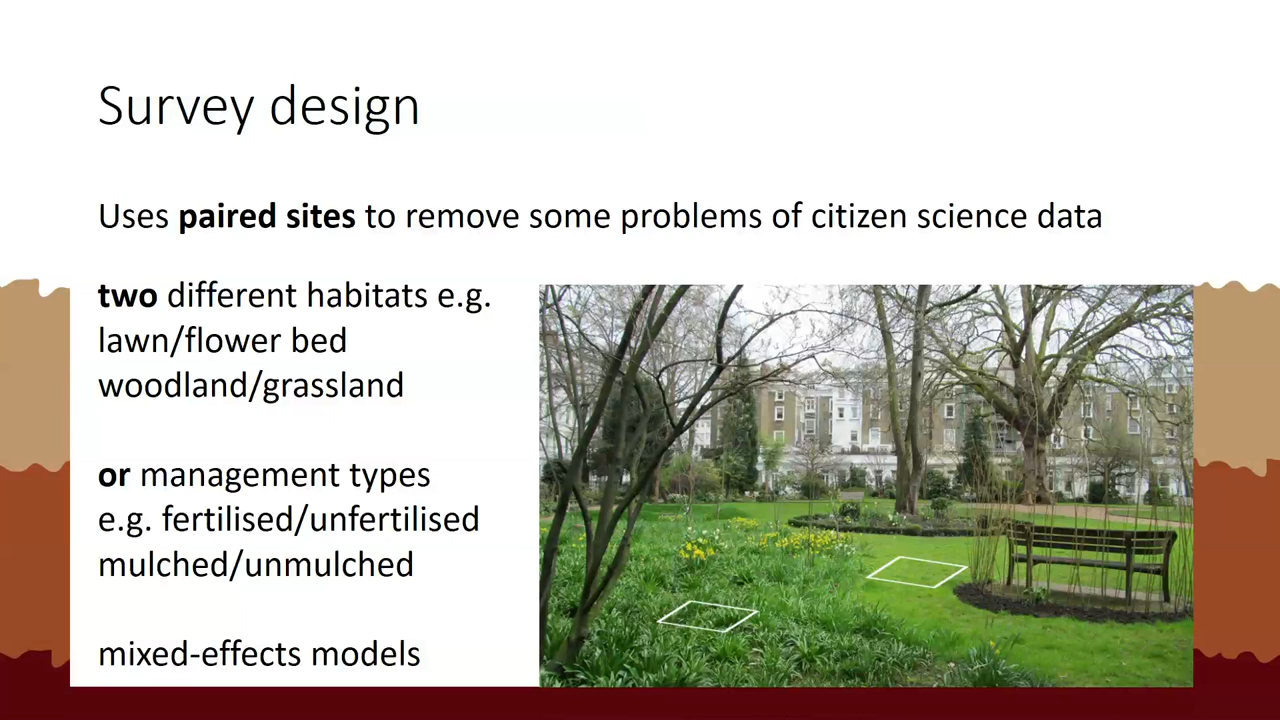 Survey design
Uses paired sites to remove some problems of citizen science data
two different habitats e.g.
lawn/flower bed
woodland/grassland
or management types
e.g. fertilised/unfertilised
mulched/unmulched
mixed-effects models